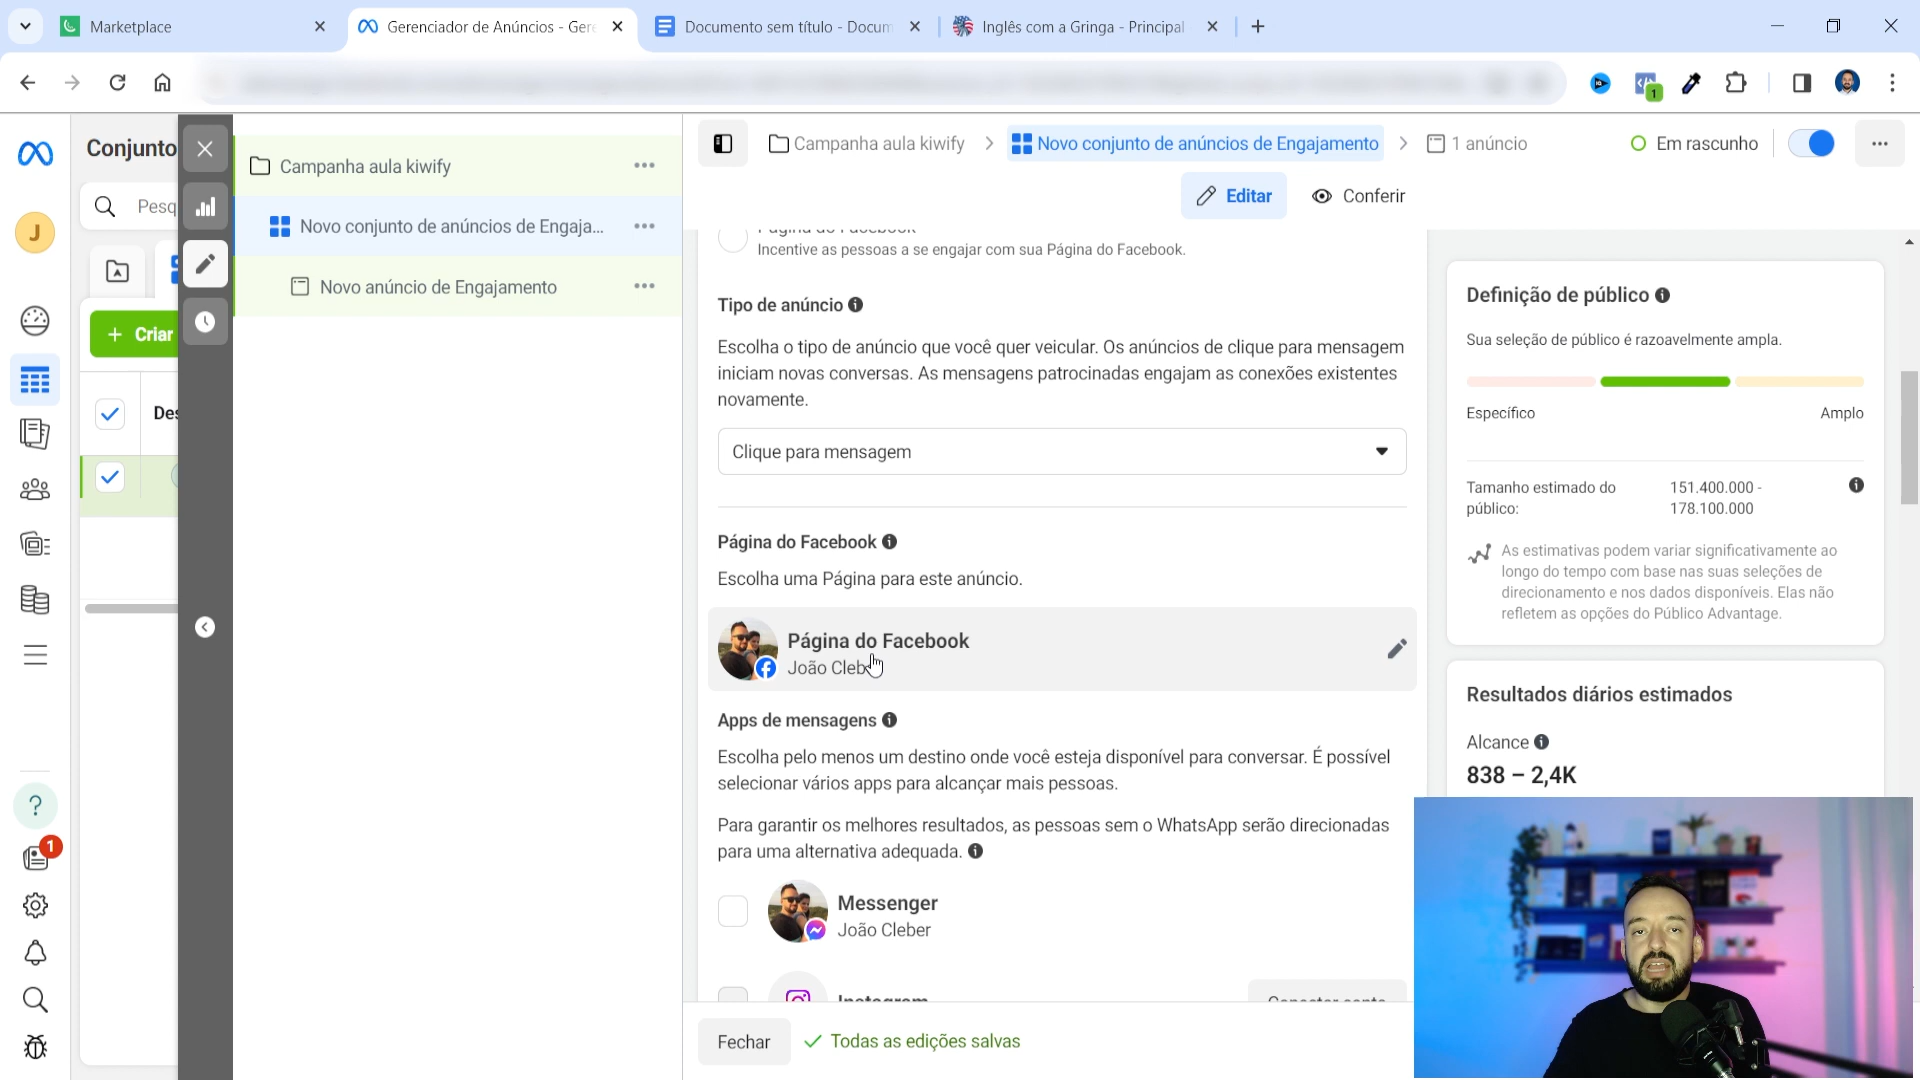 Marketplace
Gerenciador de Anúncios - Gere
Documento sem título - Docum
Inglês com a Gringa - Principal
1
Conjunto
Pesq
J
+ Criar
Des
?
1
Campanha aula kiwify
Novo conjunto de anúncios de Engaja...
Novo anúncio de Engajamento
Campanha aula kiwify
Novo conjunto de anúncios de Engajamento
1 anúncio
Em rascunho
Editar
Conferir
Página do Facebook
Incentive as pessoas a se engajar com sua Página do Facebook.
Tipo de anúncio
Escolha o tipo de anúncio que você quer veicular. Os anúncios de clique para mensagem
iniciam novas conversas. As mensagens patrocinadas engajam as conexões existentes
novamente.
Clique para mensagem
Página do Facebook
Escolha uma Página para este anúncio.
Página do Facebook
João Cleb
Apps de mensagens
Escolha pelo menos um destino onde você esteja disponível para conversar. É possível
selecionar vários apps para alcançar mais pessoas.
Para garantir os melhores resultados, as pessoas sem o WhatsApp serão direcionadas
para uma alternativa adequada.
Messenger
João Cleber
Instagram
Conectar conta
Fechar
Todas as edições salvas
Definição de público
Sua seleção de público é razoavelmente ampla.
Específico
Amplo
Tamanho estimado do
público:
151.400.000 -
178.100.000
As estimativas podem variar significativamente ao
longo do tempo com base nas suas seleções de
direcionamento e nos dados disponíveis. Elas não
refletem as opções do Público Advantage.
Resultados diários estimados
Alcance
838 – 2,4K